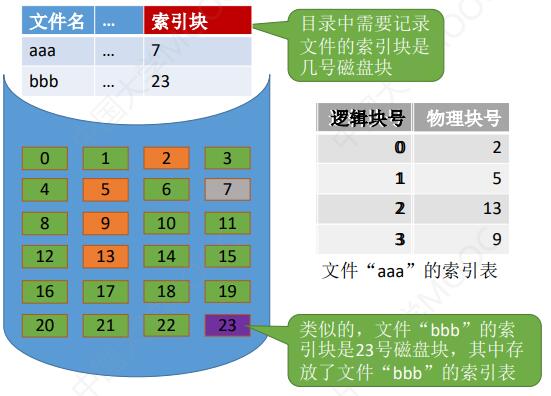 文件名 … 索引块
aaa … 7
bbb … 23
目录中需要记录
文件的索引块是
几号磁盘块
0 1 2 3
4 5 6 7
8 9 10 11
12 13 14 15
16 17 18 19
20 21 22 23
逻辑块号 物理块号
0 2
1 5
2 13
3 9
文件“aaa”的索引表
类似的，文件“bbb”的索
引块是23号磁盘块，其中存
放了文件“bbb”的索引表